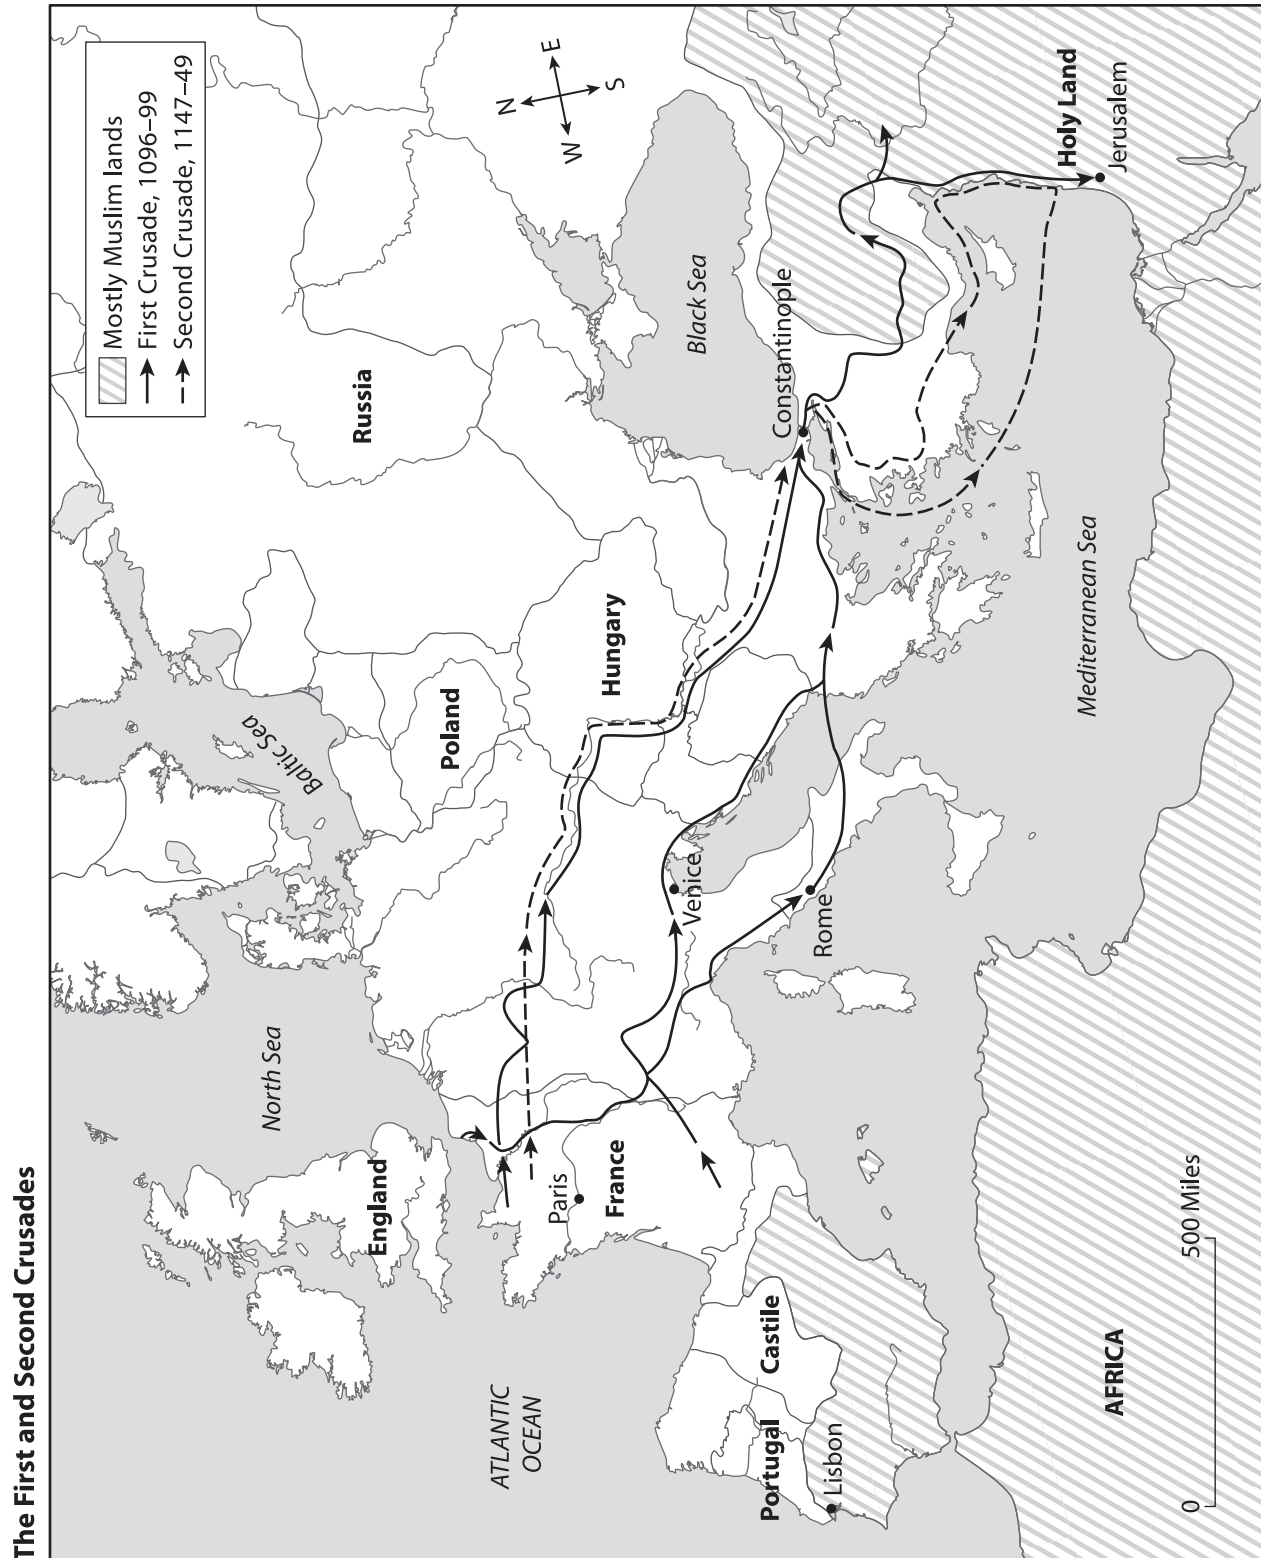 The First and Second Crusades
Mostly Muslim lands
First Crusade, 1096–99
Second Crusade, 1147–49
N
E
S
W
Russia
Baltic Sea
North Sea
England
Poland
ATLANTIC
OCEAN
Hungary
Paris
France
Black Sea
Venice
Constantinople
Rome
Portugal
Castile
Lisbon
Mediterranean Sea
Holy Land
Jerusalem
AFRICA
0
500 Miles